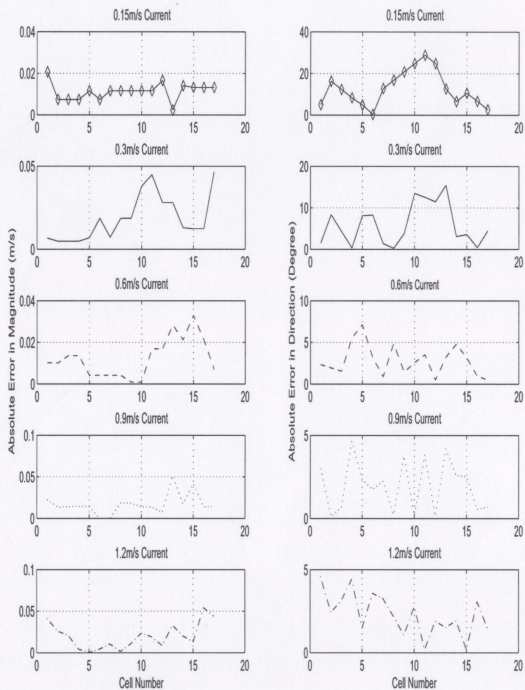 0.15m/s Current
0.04
0.02
0
0 5 10 15 20
0.15m/s Current
40
20
0
0 5 10 15 20
0.3m/s Current
0.05
0
0 5 10 15 20
0.3m/s Current
20
10
0
0 5 10 15 20
0.6m/s Current
0.04
0.02
0
0 5 10 15 20
0.6m/s Current
10
5
0
0 5 10 15 20
0.9m/s Current
0.1
0.05
0
0 5 10 15 20
0.9m/s Current
5
0
0 5 10 15 20
1.2m/s Current
0.1
0.05
0
0 5 10 15 20
Cell Number
1.2m/s Current
5
0
0 5 10 15 20
Cell Number
Absolute Error in Magnitude (m/s)
Absolute Error in Direction (Degree)